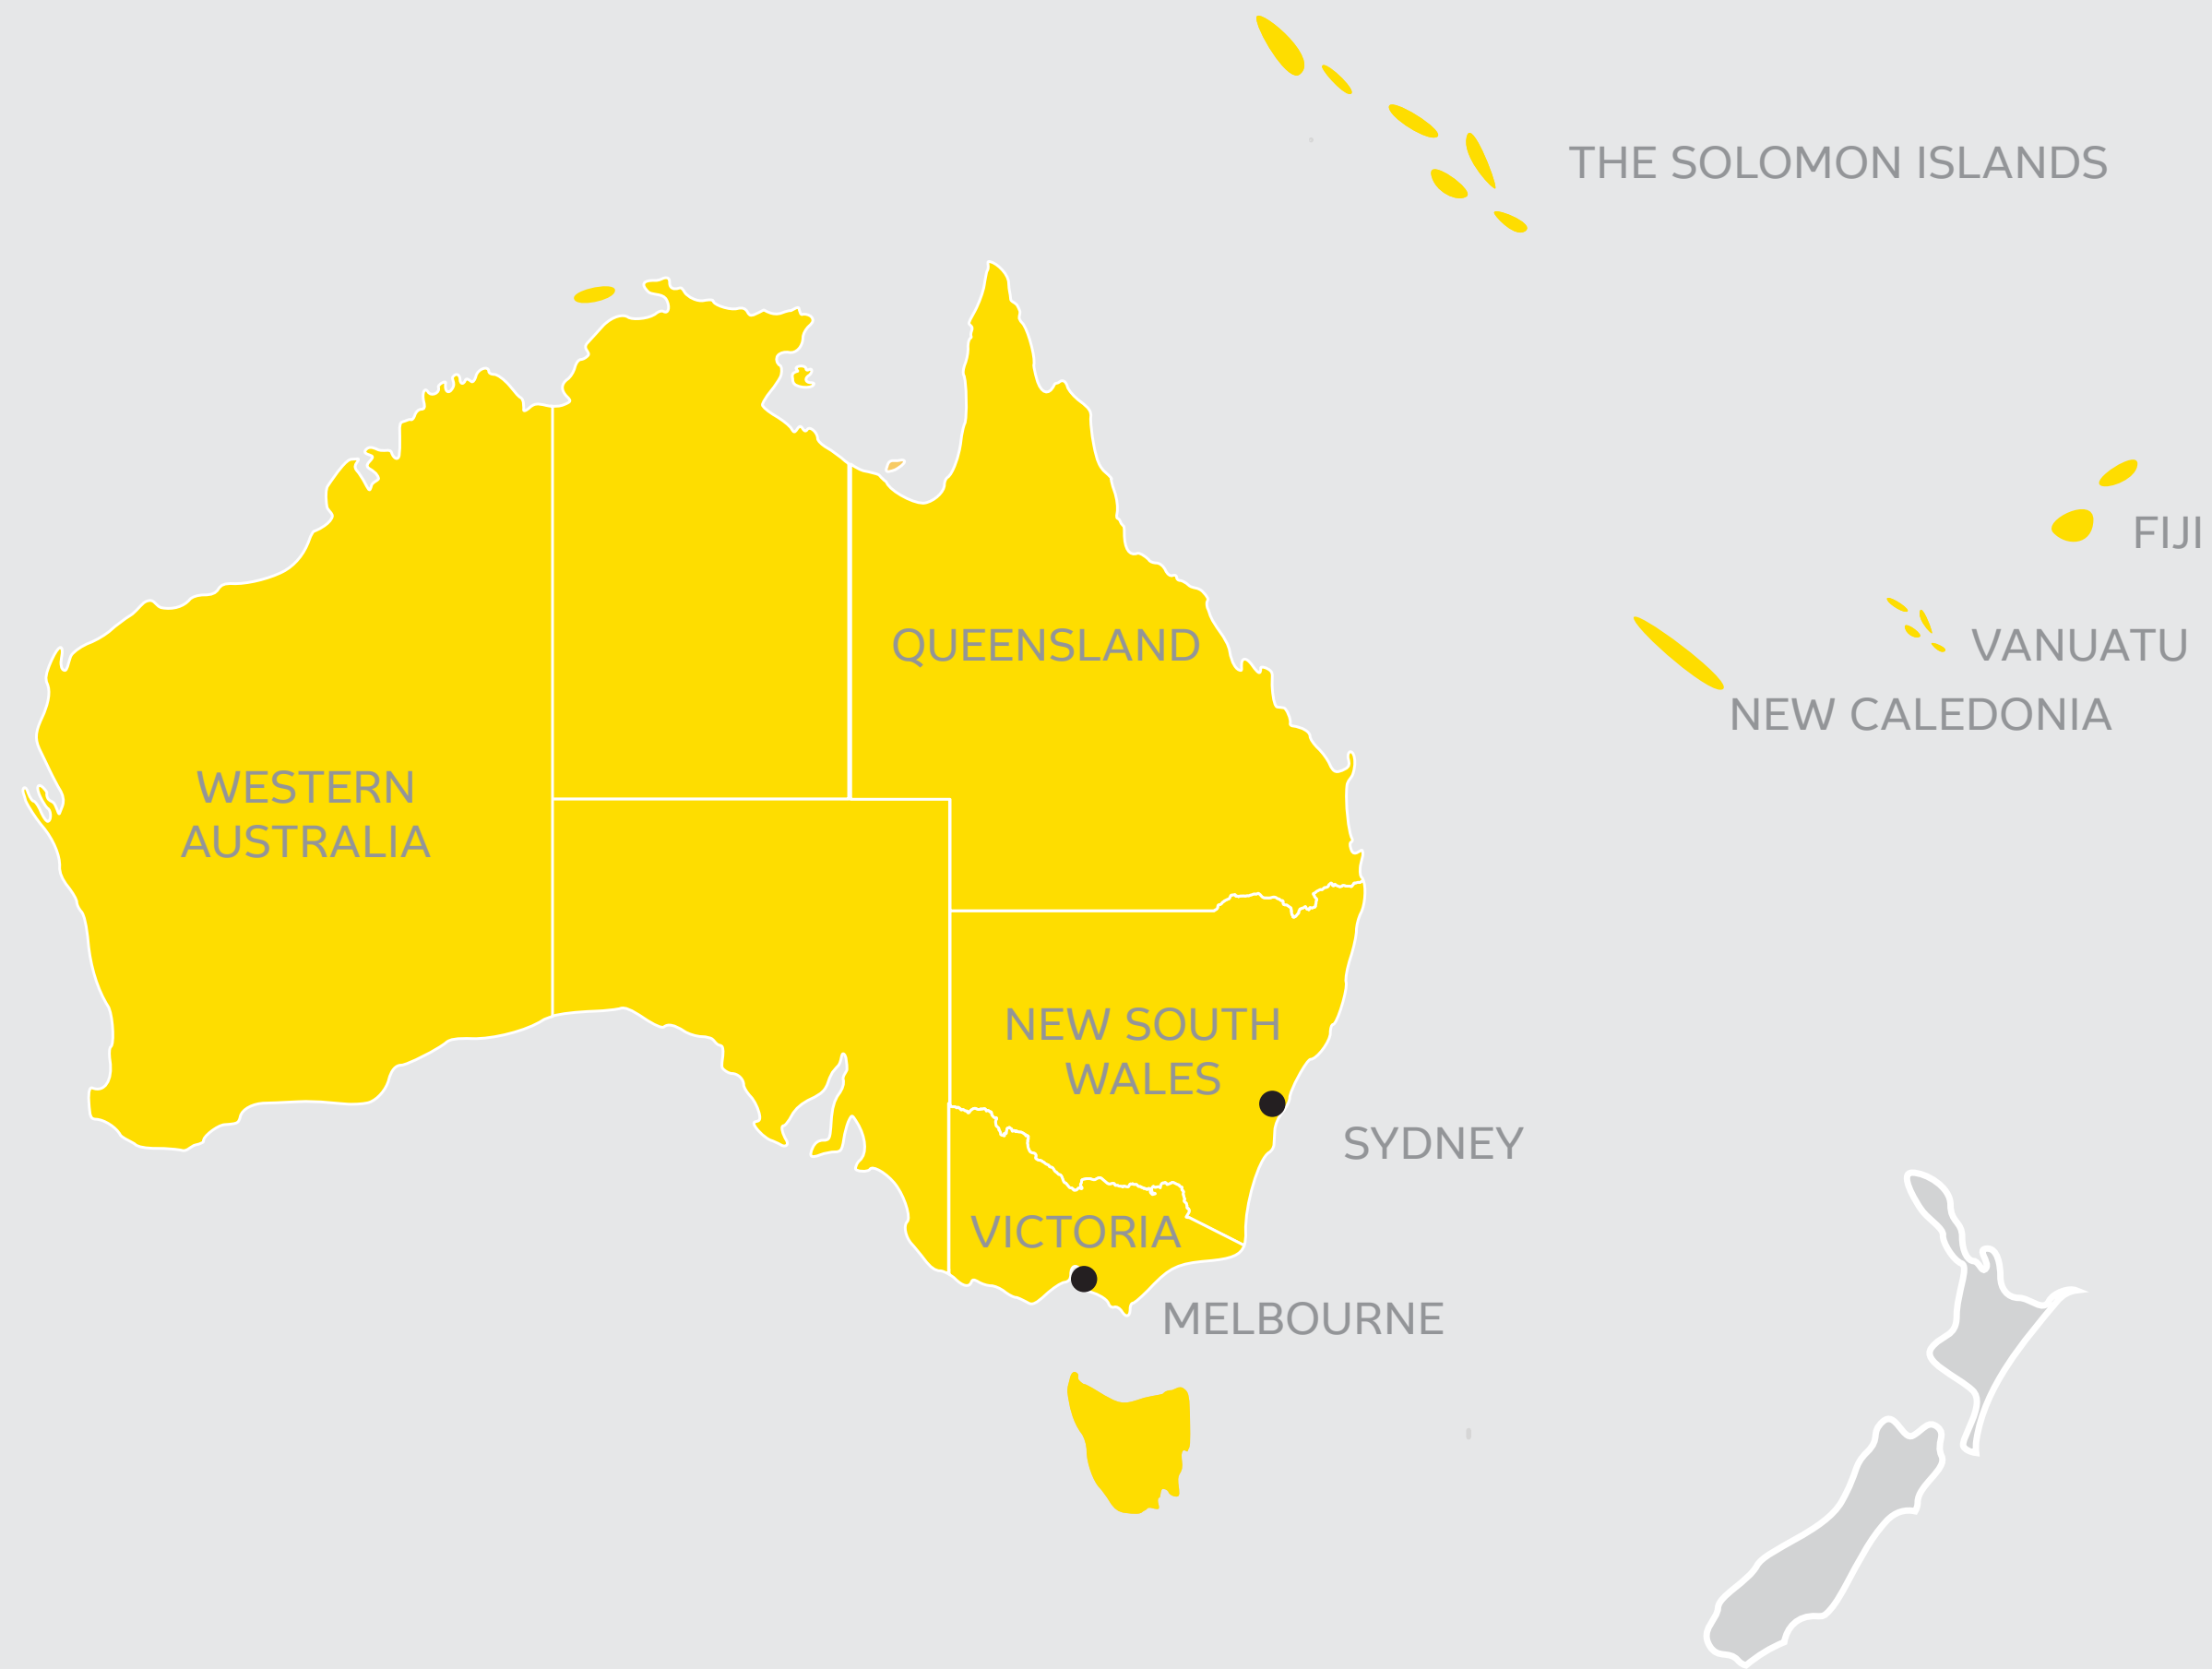 THE SOLOMON ISLANDS
FIJI
QUEENSLAND
VANUATU
NEW CALEDONIA
WESTERN
AUSTRALIA
NEW SOUTH
WALES
SYDNEY
VICTORIA
MELBOURNE